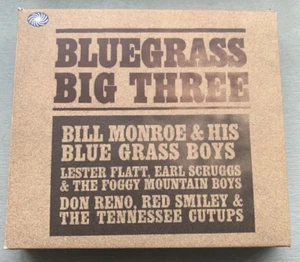 BLUEGRASS
BIG THREE
BILL MONROE & HIS
BLUE GRASS BOYS
LESTER FLATT, EARL SCRUGGS
& THE FOGGY MOUNTAIN BOYS
DON RENO, RED SMILEY &
THE TENNESSEE CUTUPS